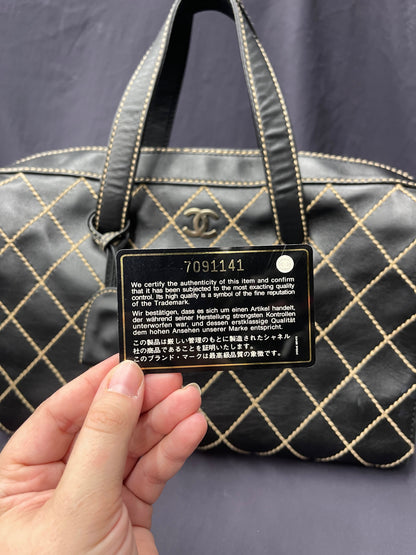 7091141
We certify the authenticity of this item and confirm
that it has been subjected to the most exacting quality
control. Its high quality is a symbol of the fine reputation
of the Trademark.
Wir bestätigen, dass es sich um einen Artikel handelt,
der während seiner Herstellung strengsten Kontrollen
unterworfen war, und dessen erstklassige Qualität
dem hohen Ansehen unserer Marke entspricht.
この製品は厳しい管理のもとに製造されたシャネル
社の商品であることを証明いたします。
このブランド・マークは最高級品質の象徴です。